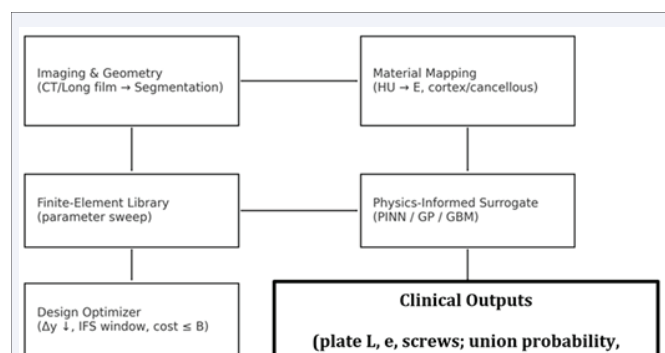 Imaging & Geometry
(CT/Long film → Segmentation)
Material Mapping
(HU → E, cortex/cancellous)
Finite-Element Library
(parameter sweep)
Physics-Informed Surrogate
(PINN / GP / GBM)
Design Optimizer
(Δy ↓, IFS window, cost ≤ B)
Clinical Outputs
(plate L, e, screws; union probability,